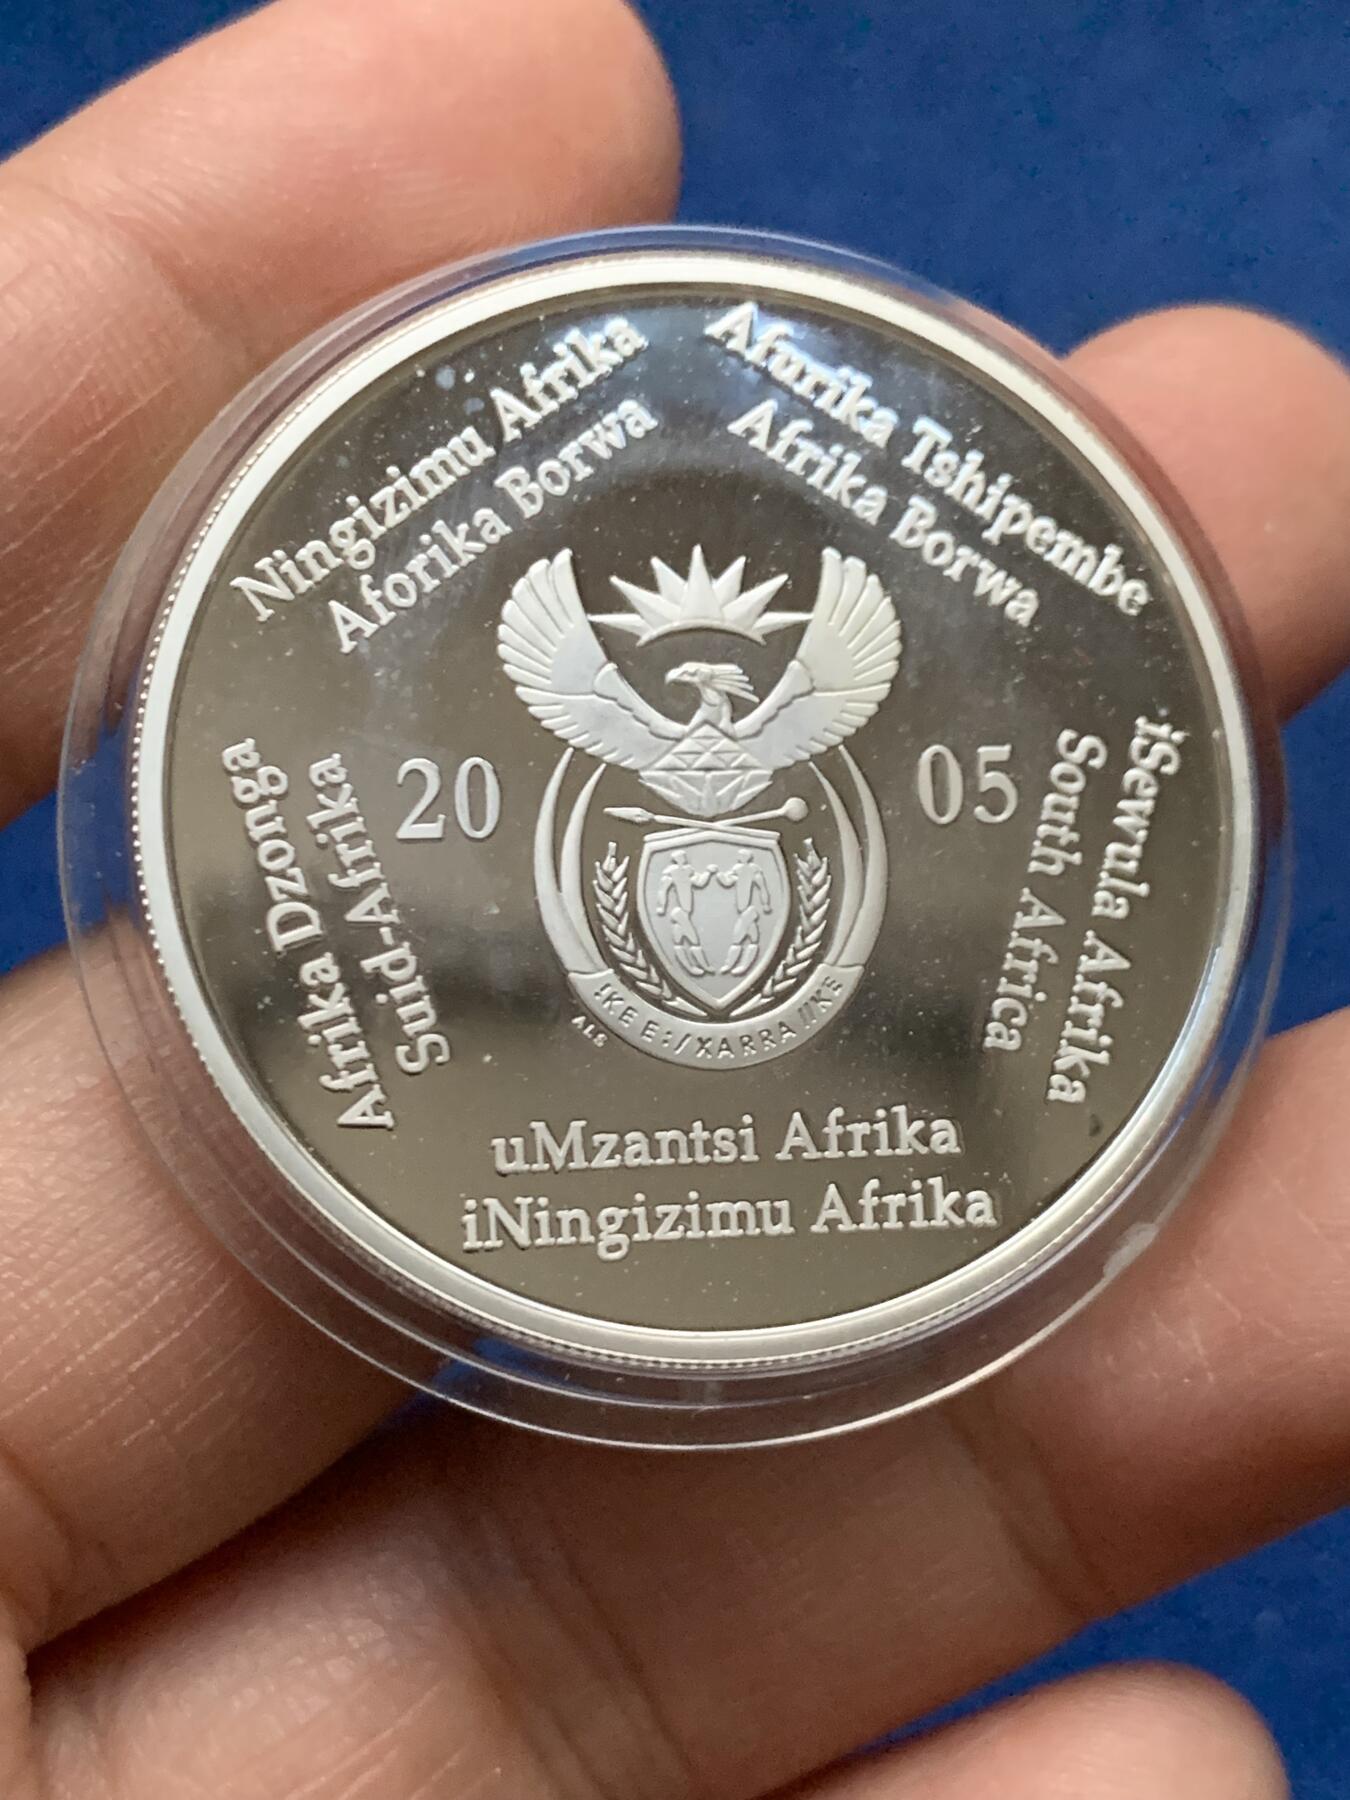 Ningizimu Afrika
Aforika Borwa
Afurika Tshipembe
Afrika Borwa
iSewula Afrika
South Africa
uMzantsi Afrika
iNingizimu Afrika
Afrika Dzonga
Suid-Afrika
20 05
!KE E:/XARRA //KE
ALS